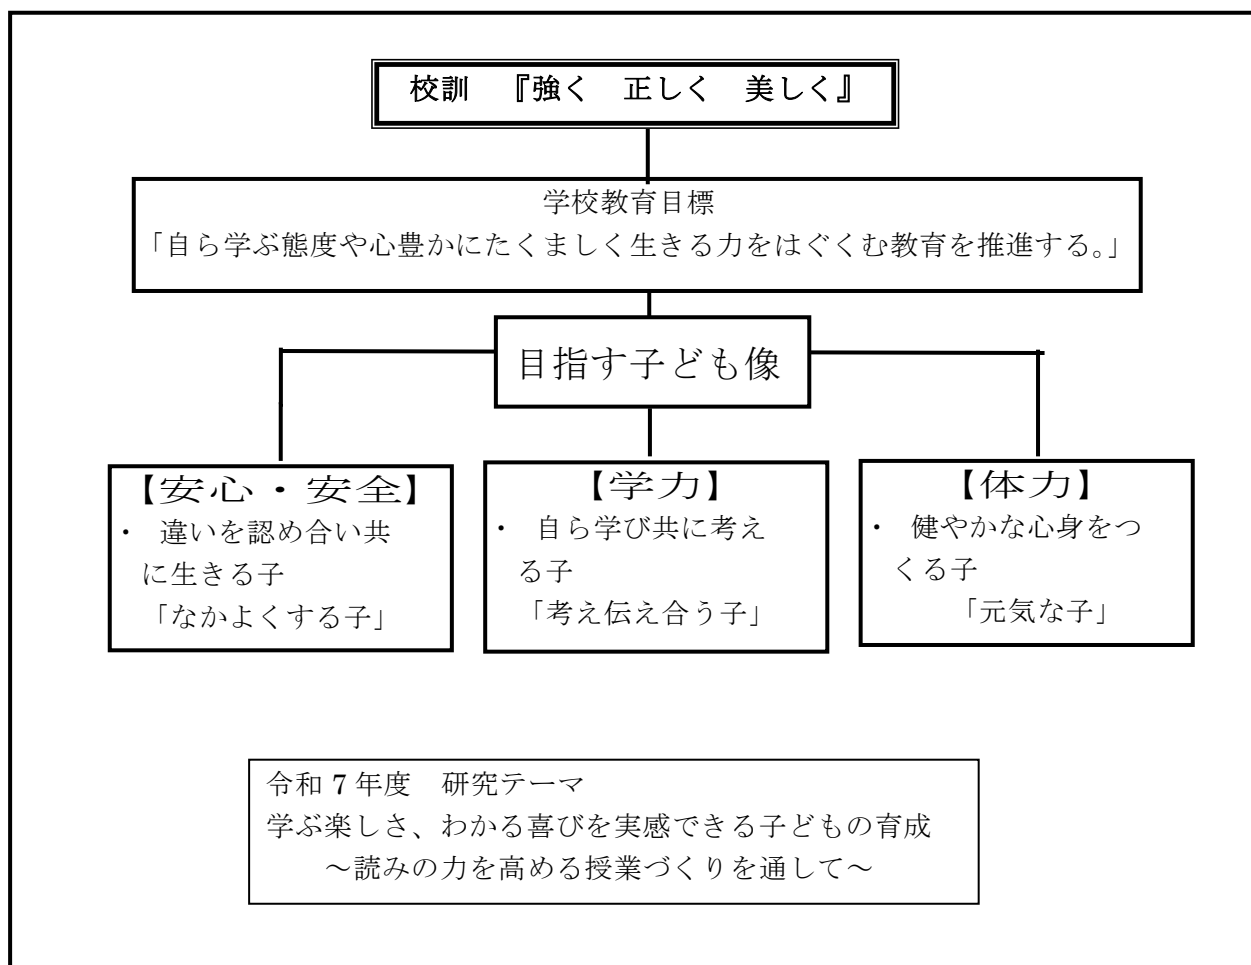 校訓　『強く　正しく　美しく』
学校教育目標
「自ら学ぶ態度や心豊かにたくましく生きる力をはぐくむ教育を推進する。」
目指す子ども像
【安心・安全】
・ 違いを認め合い共
に生きる子
「なかよくする子」
【学力】
・ 自ら学び共に考え
る子
「考え伝え合う子」
【体力】
・ 健やかな心身をつ
くる子
「元気な子」
令和7年度　研究テーマ
学ぶ楽しさ、わかる喜びを実感できる子どもの育成
～読みの力を高める授業づくりを通して～